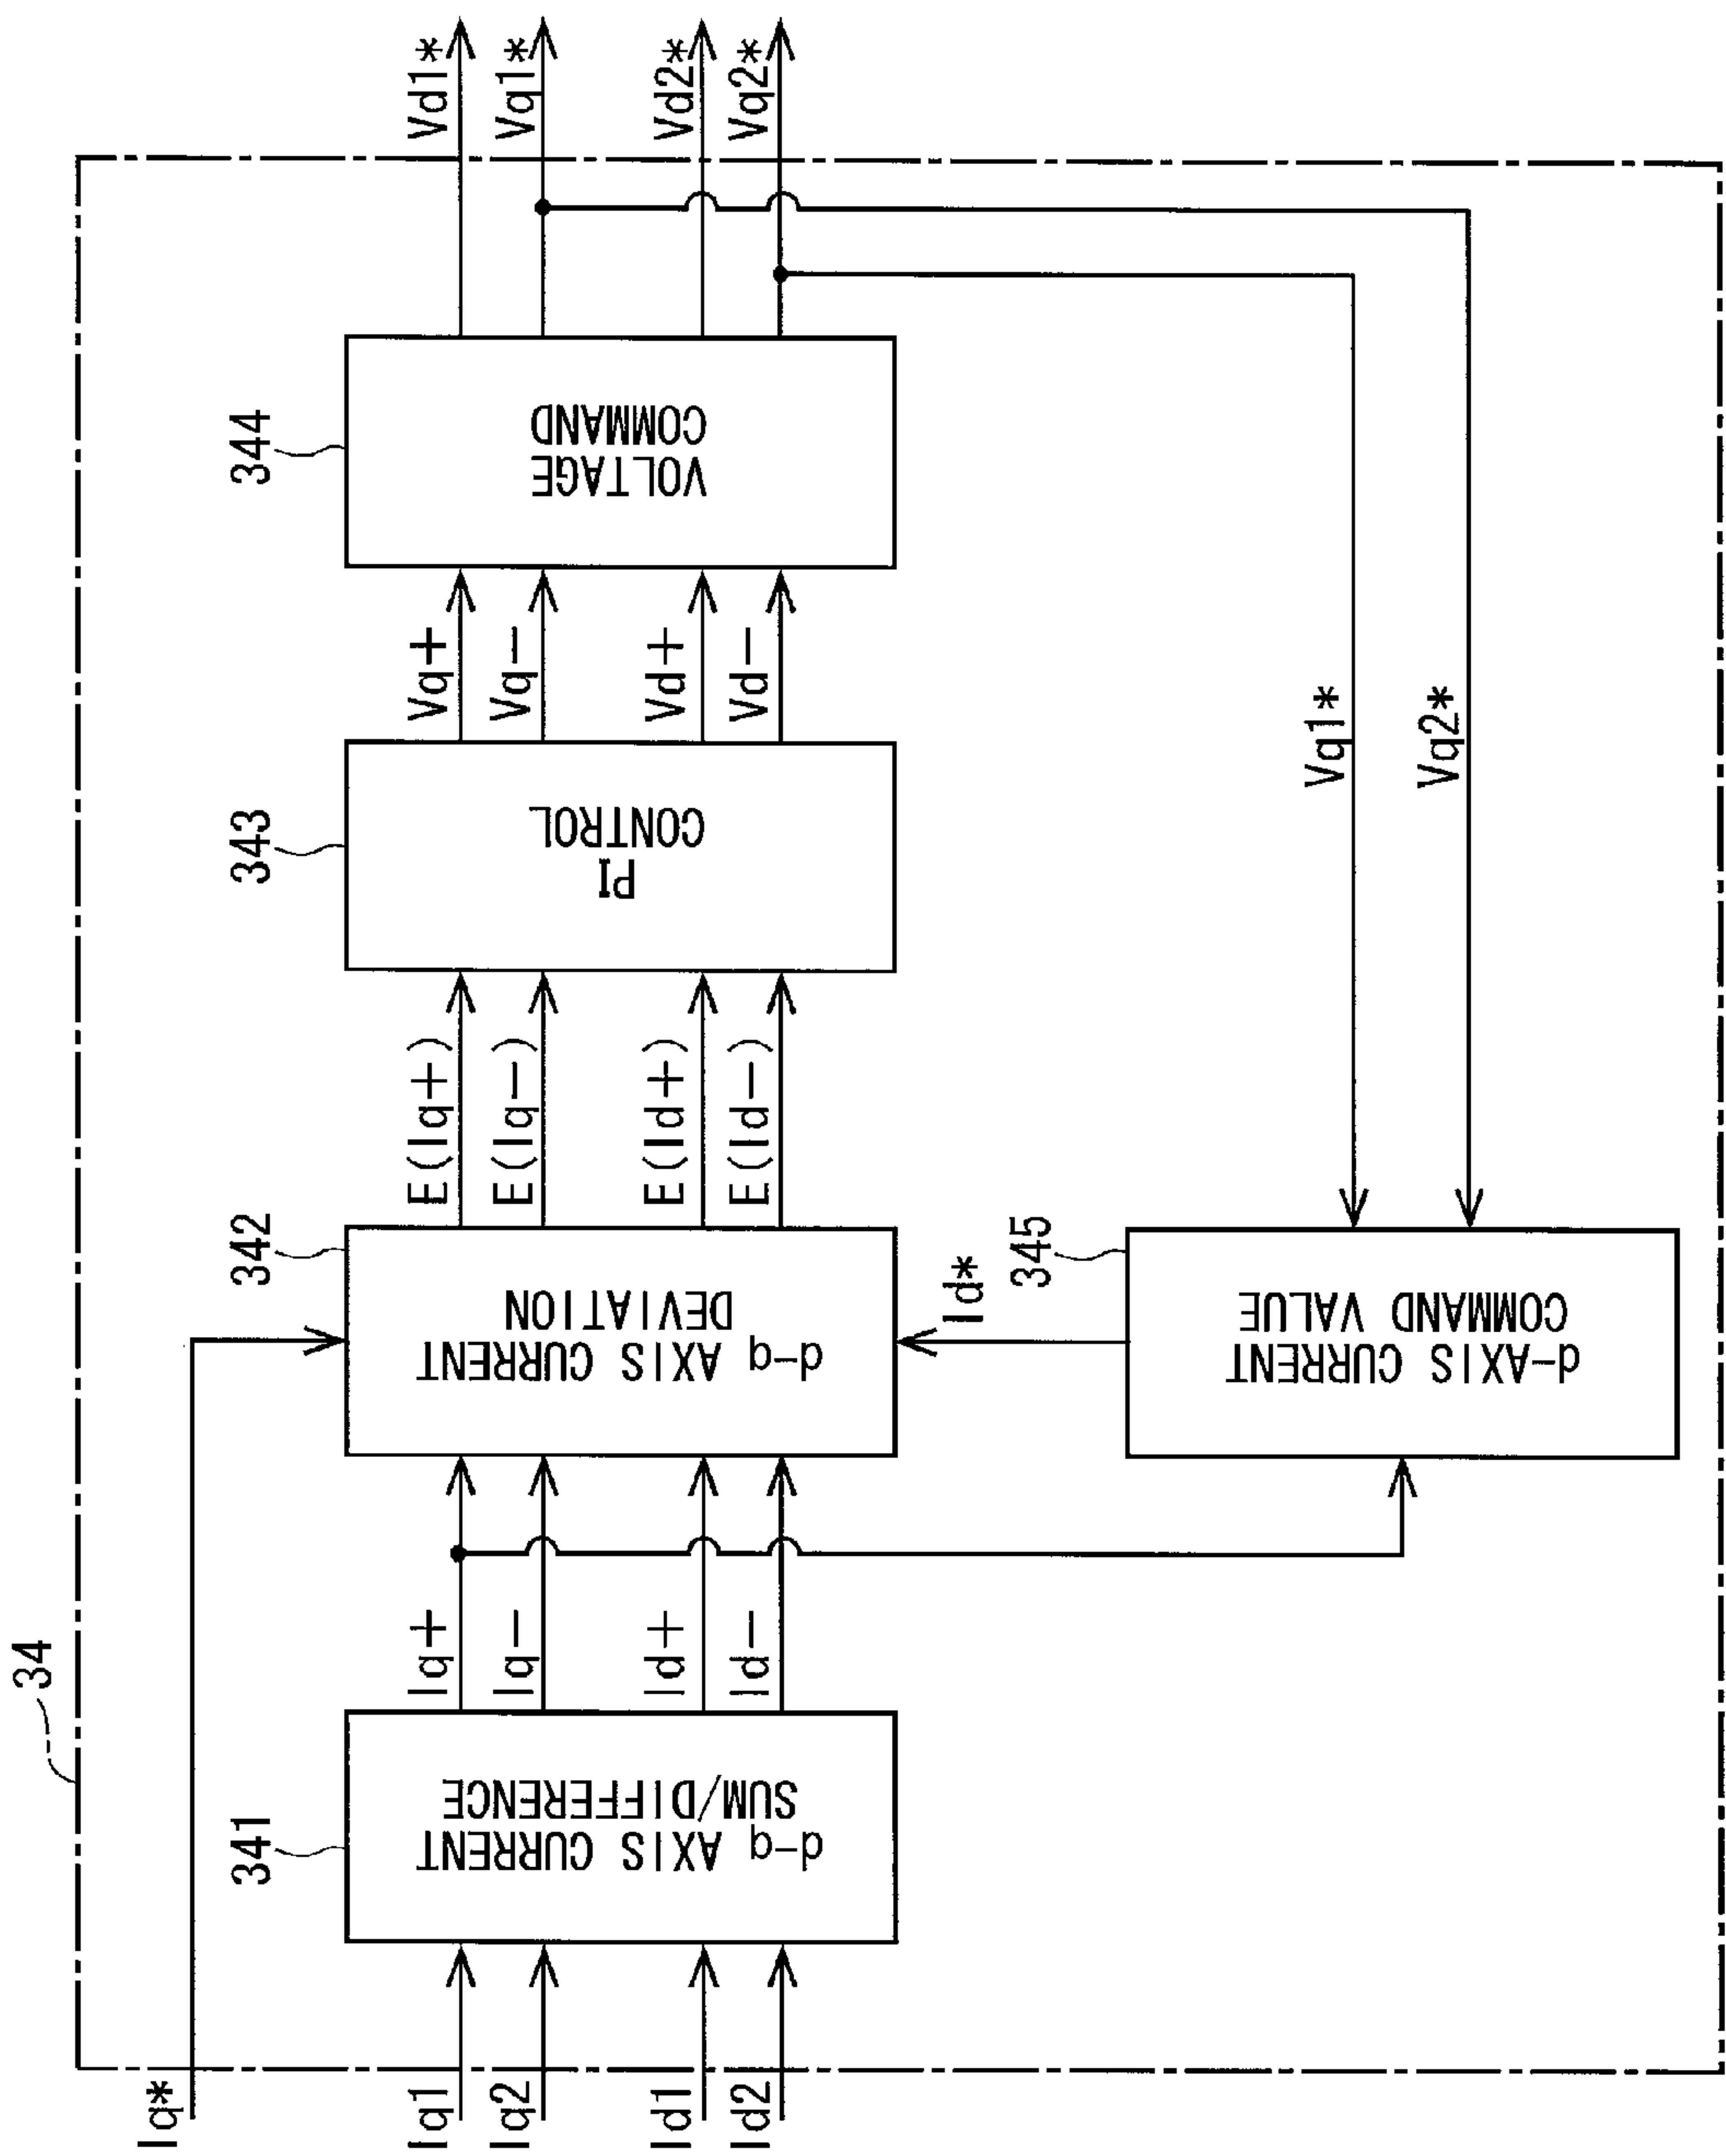 34
Iq*
Iq1
Iq2
Id1
Id2
341
d-q AXIS CURRENT
SUM/DIFFERENCE
Iq+
Iq-
Id+
Id-
342
d-q AXIS CURRENT
DEVIATION
E(Iq+)
E(Iq-)
E(Id+)
E(Id-)
343
PI
CONTROL
Vq+
Vq-
Vd+
Vd-
344
VOLTAGE
COMMAND
Vd1*
Vq1*
Vd2*
Vq2*
Id*
345
d-AXIS CURRENT
COMMAND VALUE
Vq1*
Vq2*